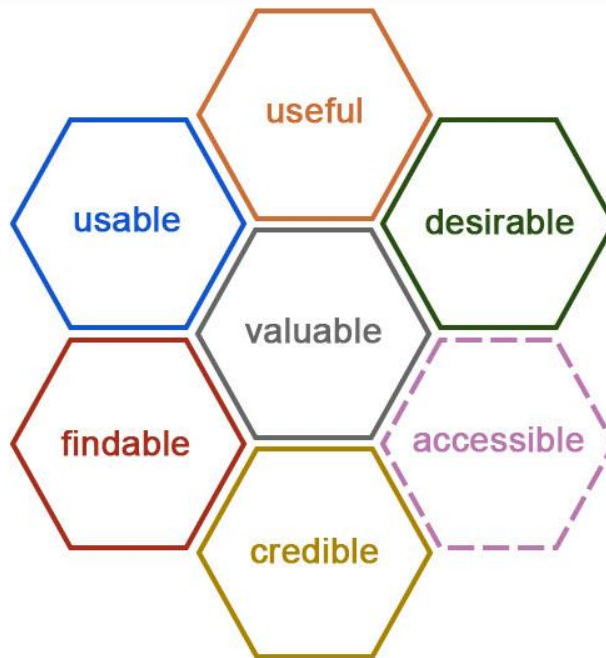 useful
usable
desirable
valuable
findable
accessible
credible